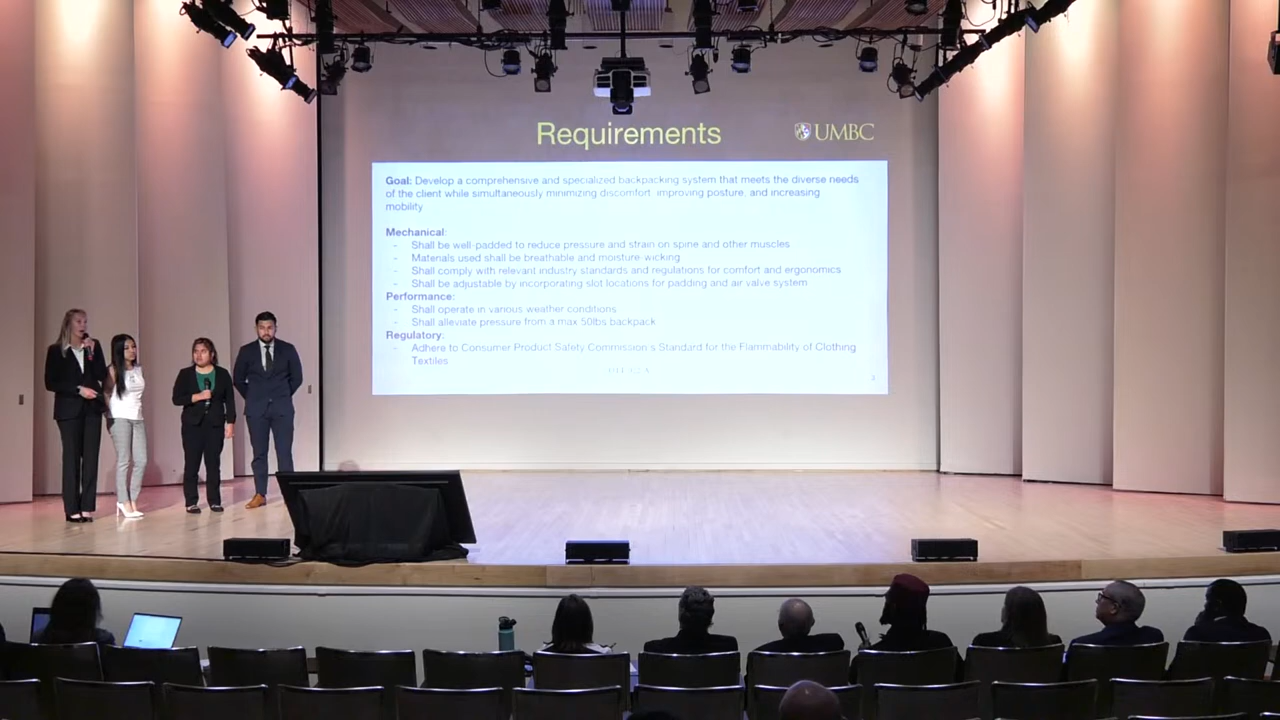 Requirements
UMBC
Goal: Develop a comprehensive and specialized backpacking system that meets the diverse needs
of the client while simultaneously minimizing discomfort, improving posture, and increasing
mobility
Mechanical:
- Shall be well-padded to reduce pressure and strain on spine and other muscles
- Materials used shall be breathable and moisture-wicking
- Shall comply with relevant industry standards and regulations for comfort and ergonomics
- Shall be adjustable by incorporating slot locations for padding and air valve system
Performance:
- Shall operate in various weather conditions
- Shall alleviate pressure from a max 50lbs backpack
Regulatory:
- Adhere to Consumer Product Safety Commission's Standard for the Flammability of Clothing
Textiles